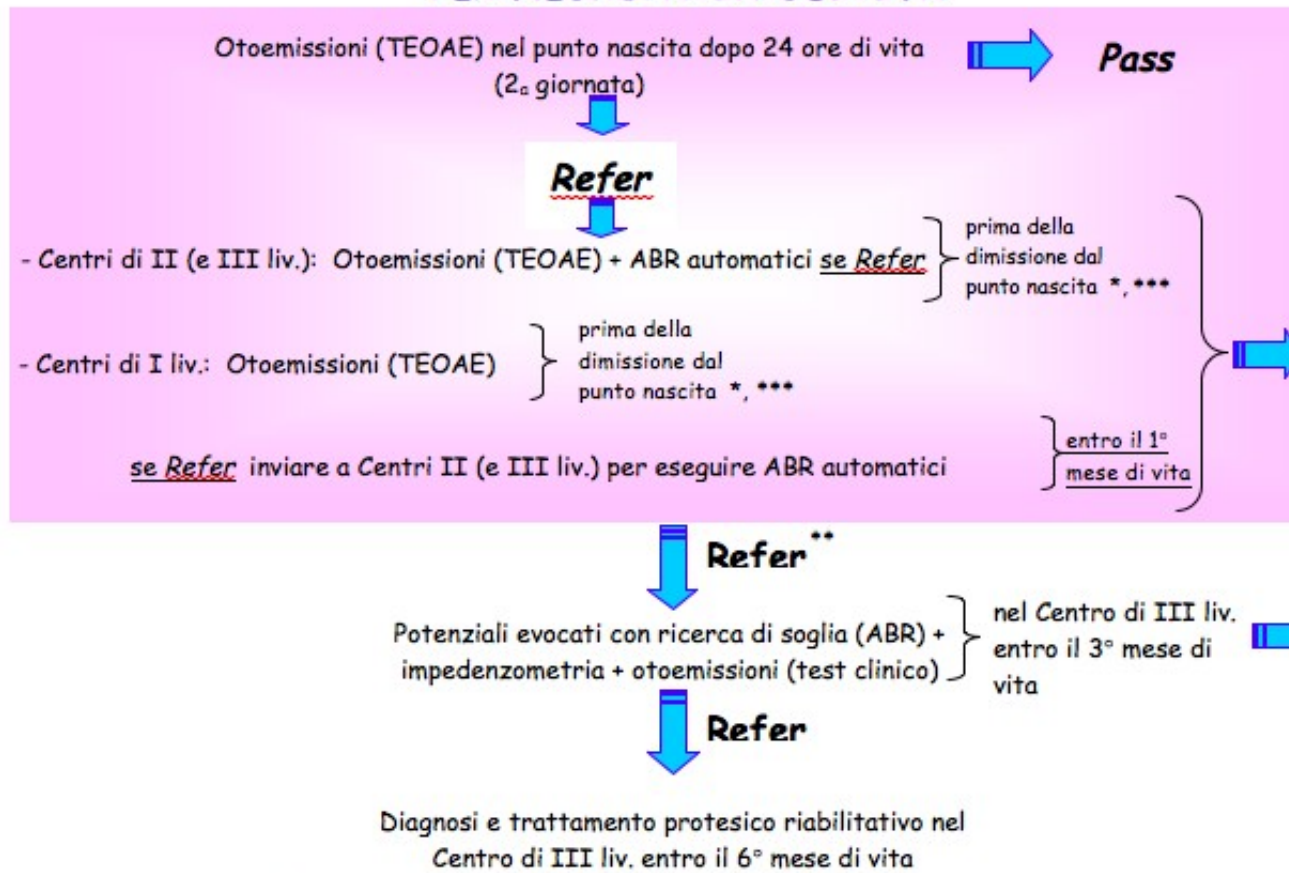 Otoemissioni (TEOAE) nel punto nascita dopo 24 ore di vita
(2a giornata)
Pass
Refer
- Centri di II (e III liv.): Otoemissioni (TEOAE) + ABR automatici se Refer
prima della
dimissione dal
punto nascita *, ***
- Centri di I liv.: Otoemissioni (TEOAE)
prima della
dimissione dal
punto nascita *, ***
se Refer inviare a Centri II (e III liv.) per eseguire ABR automatici
entro il 1°
mese di vita
Refer**
Potenziali evocati con ricerca di soglia (ABR) +
impedenzometria + otoemissioni (test clinico)
nel Centro di III liv.
entro il 3° mese di
vita
Refer
Diagnosi e trattamento protesico riabilitativo nel
Centro di III liv. entro il 6° mese di vita